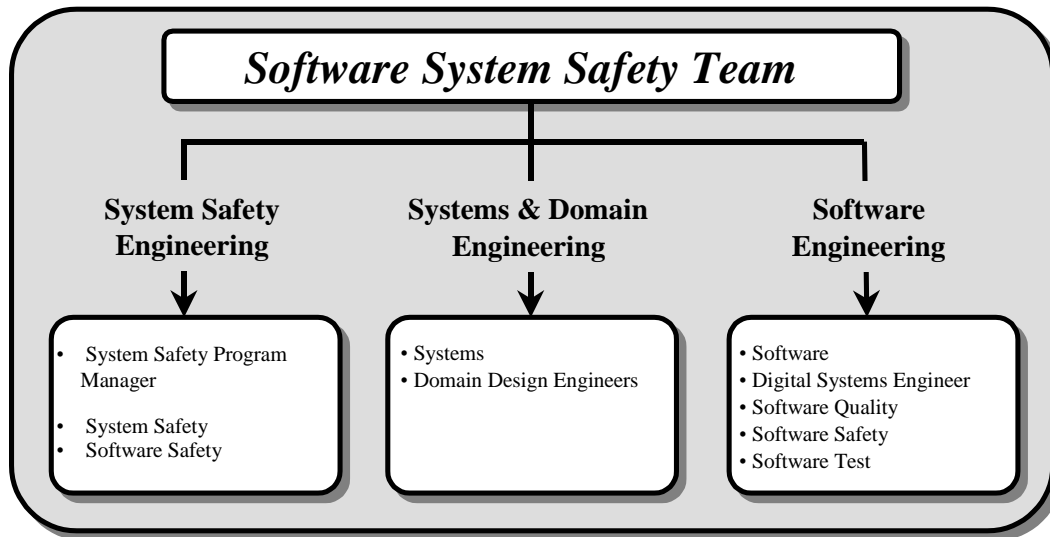 Software System Safety Team
System Safety
Engineering
Systems & Domain
Engineering
Software
Engineering
• System Safety Program
Manager
• System Safety
• Software Safety
• Systems
• Domain Design Engineers
• Software
• Digital Systems Engineer
• Software Quality
• Software Safety
• Software Test